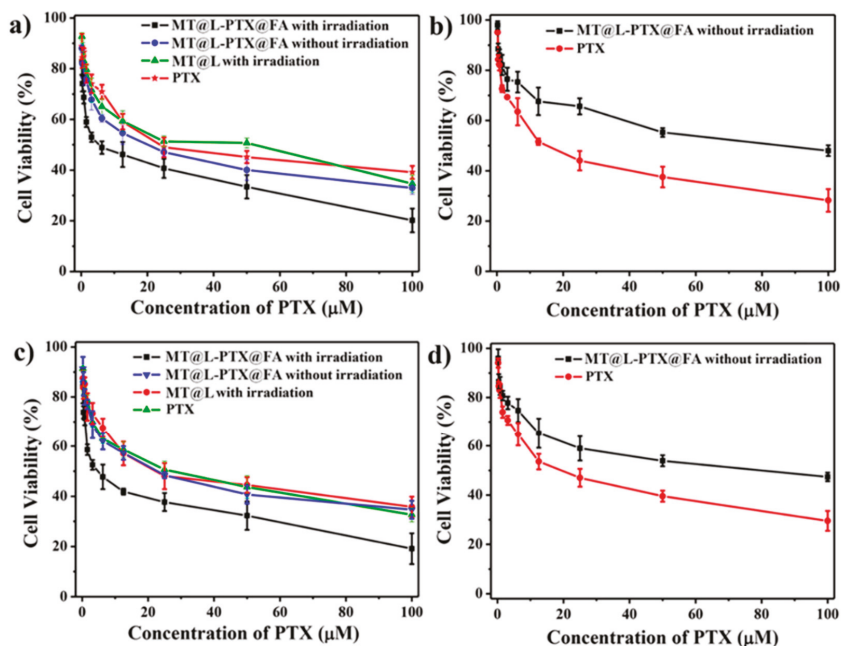 a)
MT@L-PTX@FA with irradiation
MT@L-PTX@FA without irradiation
MT@L with irradiation
PTX
Cell Viability (%)
100
80
60
40
20
0
0 20 40 60 80 100
Concentration of PTX (μM)
b)
MT@L-PTX@FA without irradiation
PTX
Cell Viability (%)
100
80
60
40
20
0
0 20 40 60 80 100
Concentration of PTX (μM)
c)
MT@L-PTX@FA with irradiation
MT@L-PTX@FA without irradiation
MT@L with irradiation
PTX
Cell Viability (%)
100
80
60
40
20
0
0 20 40 60 80 100
Concentration of PTX (μM)
d)
MT@L-PTX@FA without irradiation
PTX
Cell Viability (%)
100
80
60
40
20
0
0 20 40 60 80 100
Concentration of PTX (μM)